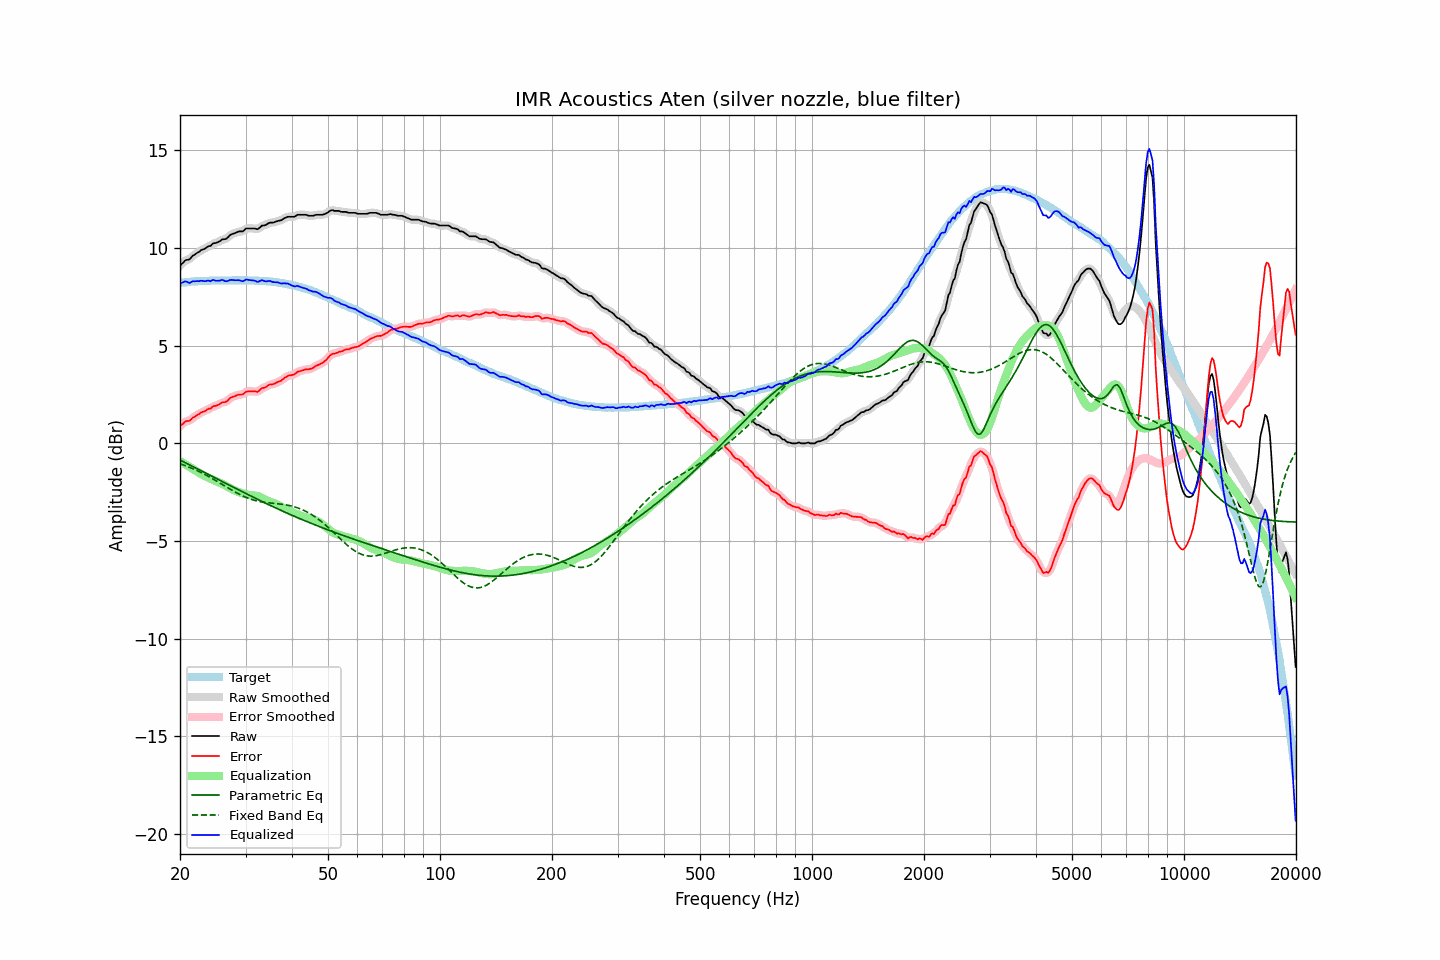 IMR Acoustics Aten (silver nozzle, blue filter)
Amplitude (dBr)
15
10
5
0
−5
−10
−15
−20
Target
Raw Smoothed
Error Smoothed
Raw
Error
Equalization
Parametric Eq
Fixed Band Eq
Equalized
20 50 100 200 500 1000 2000 5000 10000 20000
Frequency (Hz)